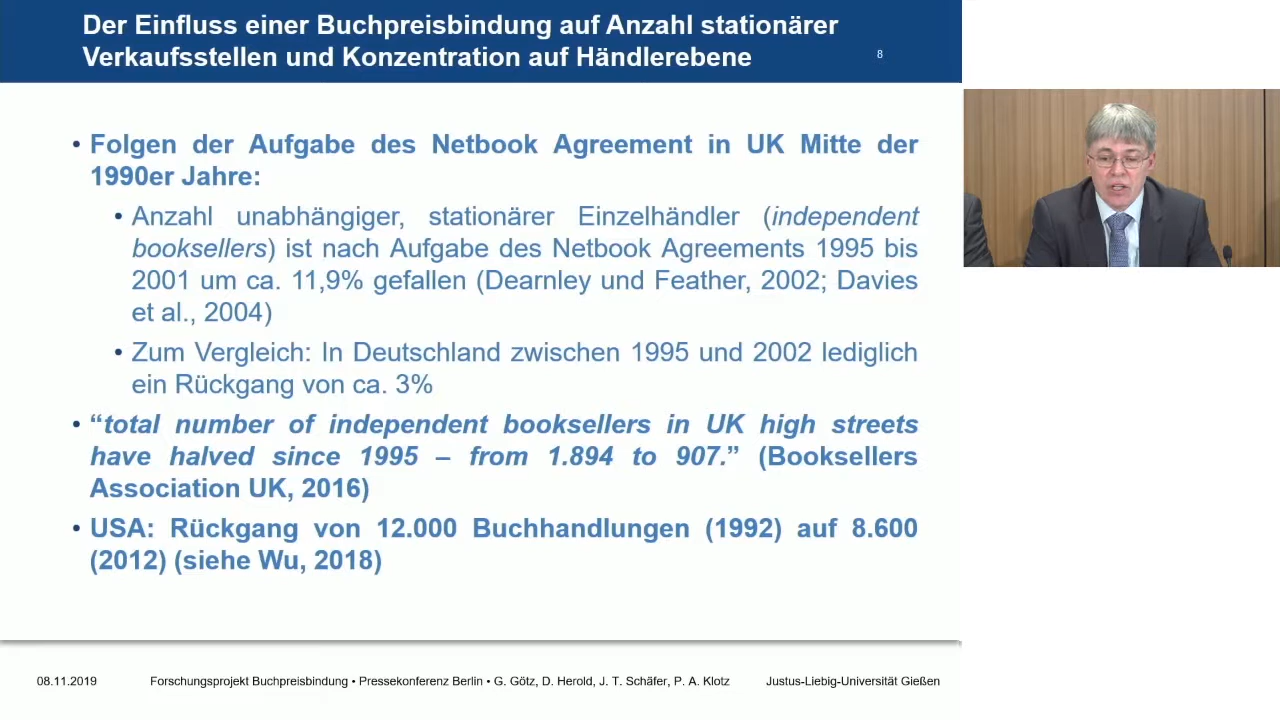 Der Einfluss einer Buchpreisbindung auf Anzahl stationärer
Verkaufsstellen und Konzentration auf Händlerebene
8
• Folgen der Aufgabe des Netbook Agreement in UK Mitte der
1990er Jahre:
• Anzahl unabhängiger, stationärer Einzelhändler (independent
booksellers) ist nach Aufgabe des Netbook Agreements 1995 bis
2001 um ca. 11,9% gefallen (Dearnley und Feather, 2002; Davies
et al., 2004)
• Zum Vergleich: In Deutschland zwischen 1995 und 2002 lediglich
ein Rückgang von ca. 3%
• “total number of independent booksellers in UK high streets
have halved since 1995 – from 1.894 to 907.” (Booksellers
Association UK, 2016)
• USA: Rückgang von 12.000 Buchhandlungen (1992) auf 8.600
(2012) (siehe Wu, 2018)
08.11.2019 Forschungsprojekt Buchpreisbindung • Pressekonferenz Berlin • G. Götz, D. Herold, J. T. Schäfer, P. A. Klotz Justus-Liebig-Universität Gießen